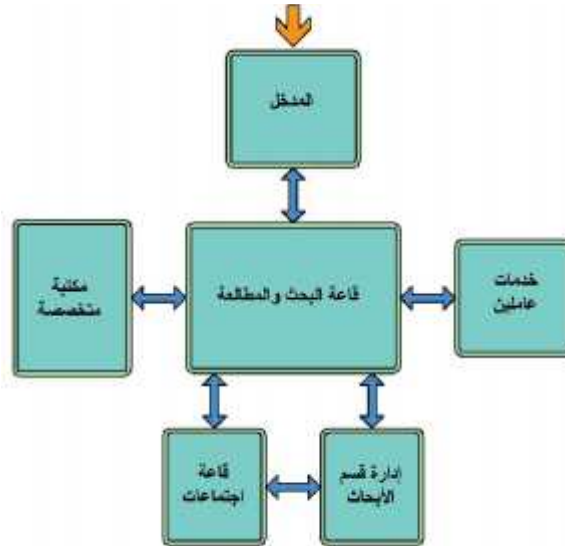 المدخل
قاعة البحث والمطالعة
خدمات
عاملين
مكتبة
متخصصة
إدارة قسم
الأبحاث
قاعة
اجتماعات